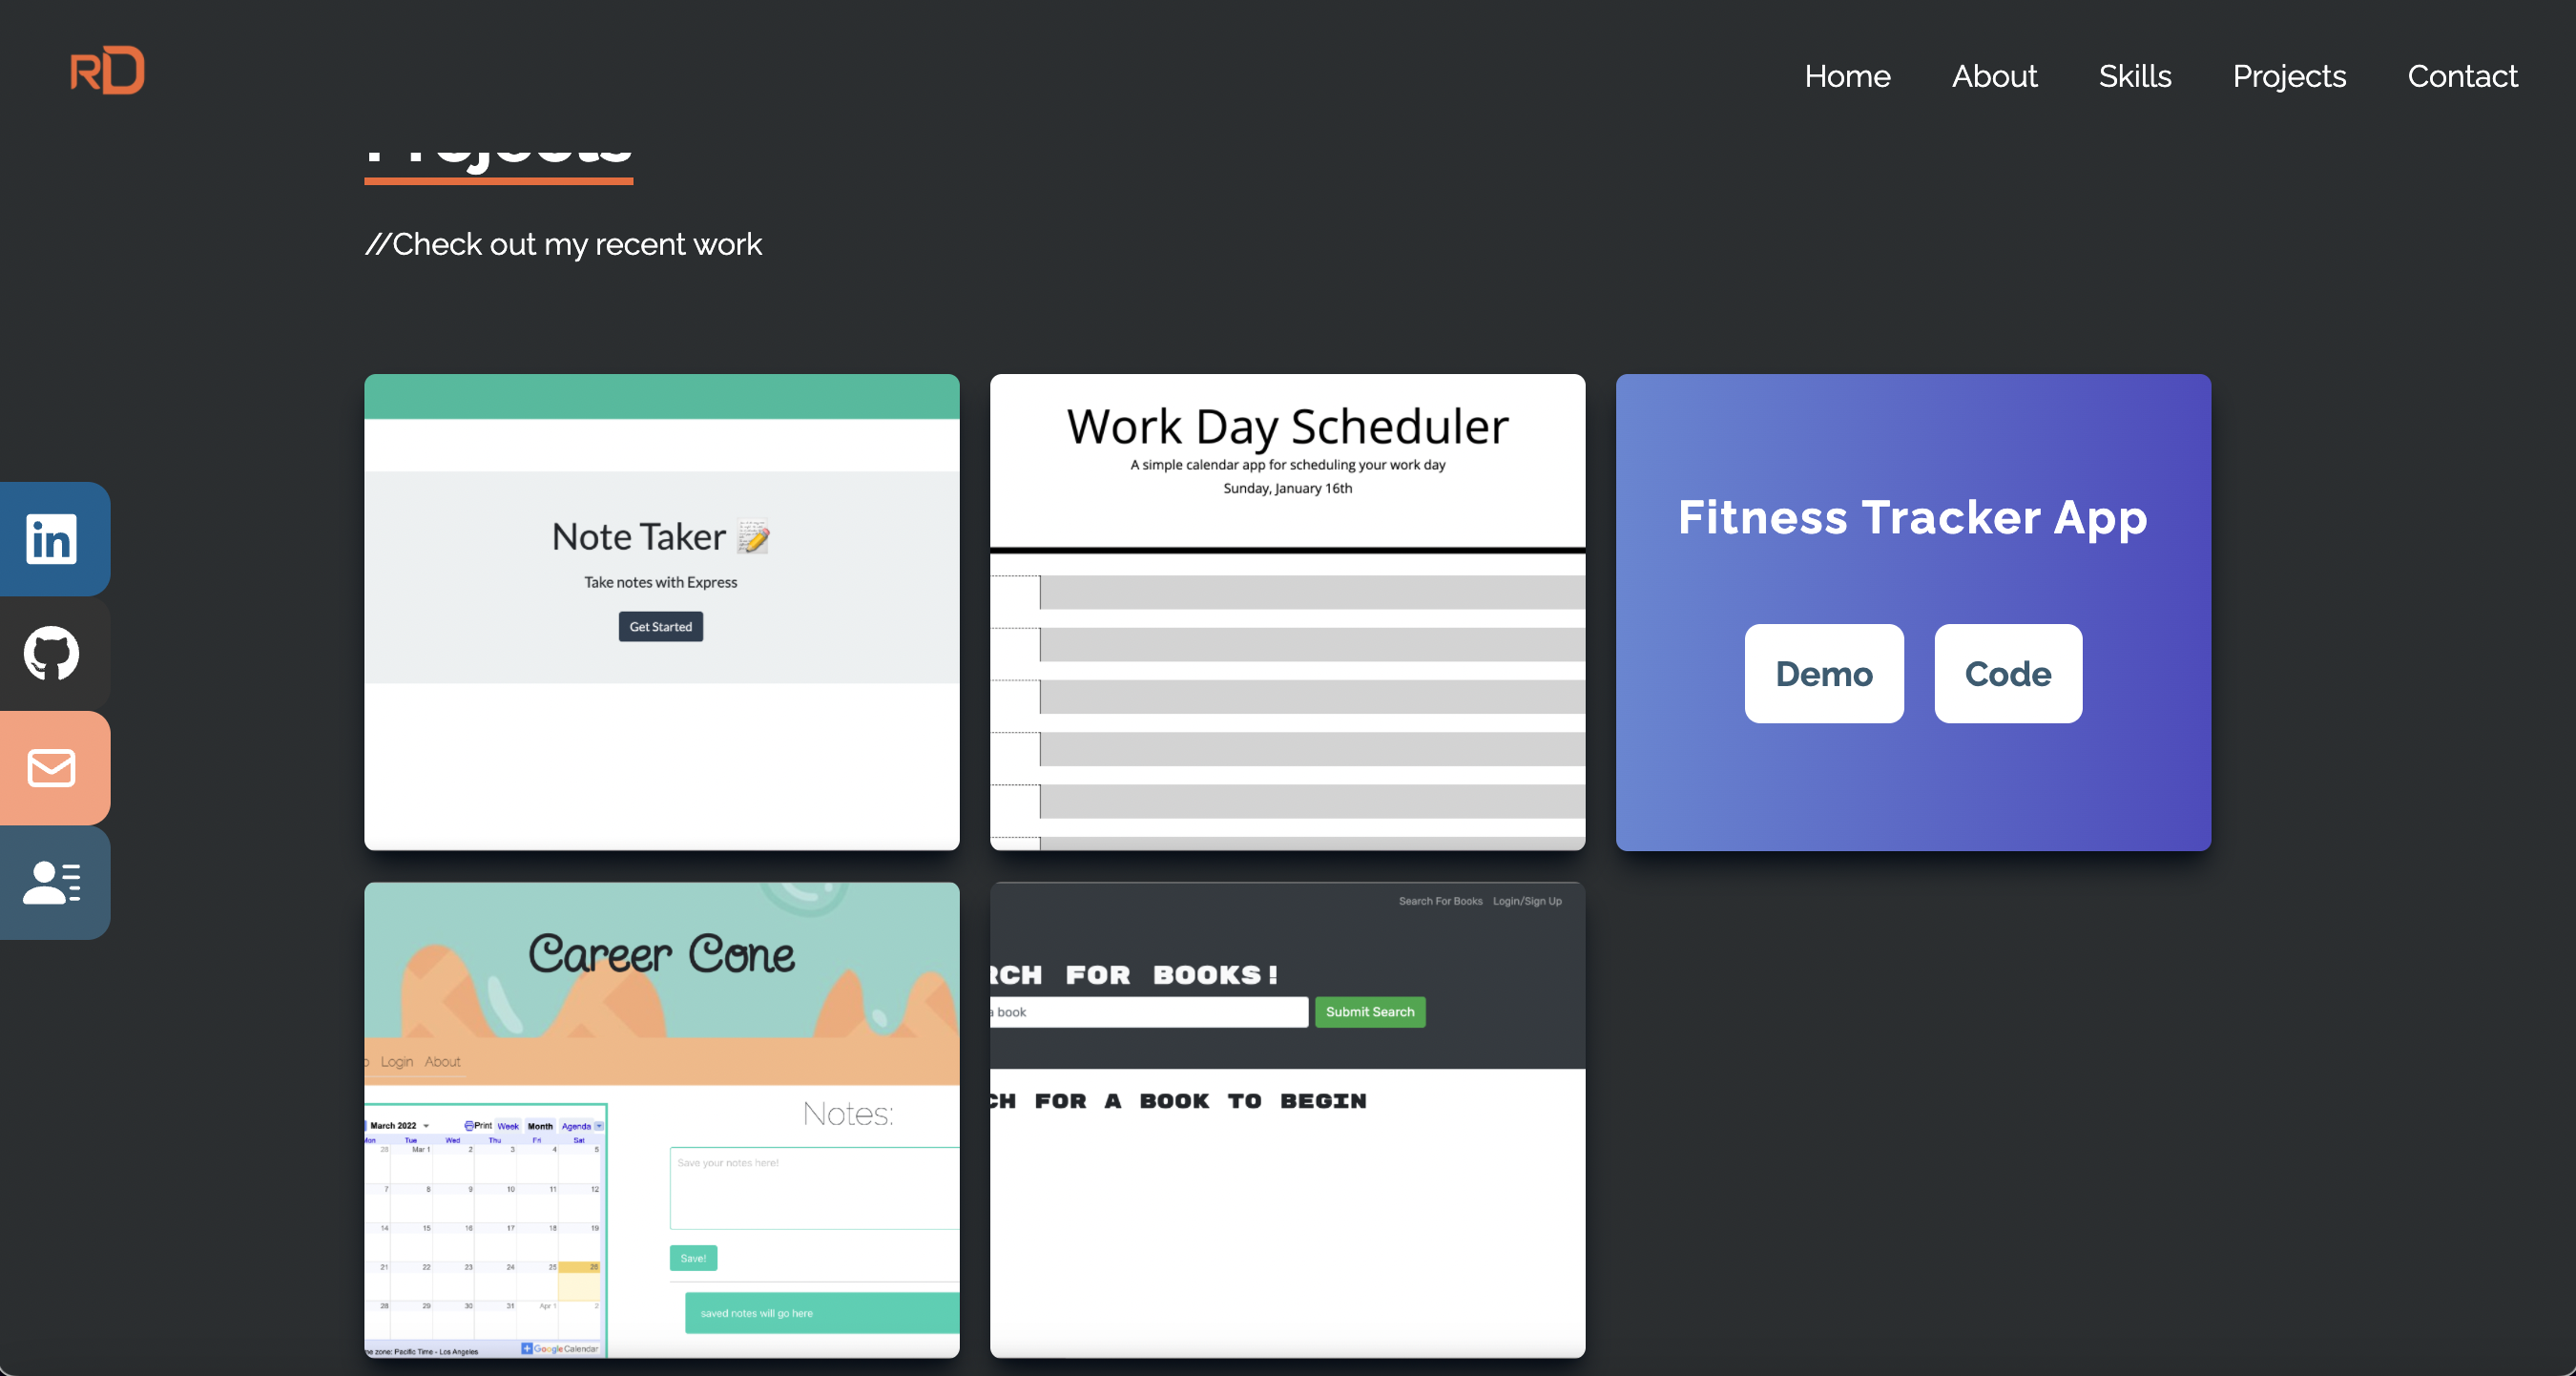 RD
Home About Skills Projects Contact
Projects
//Check out my recent work
Note Taker
Take notes with Express
Get Started
Work Day Scheduler
A simple calendar app for scheduling your work day
Sunday, January 16th
Fitness Tracker App
Demo Code
in
Career Cone
Login About
March 2022 Print Week Month Agenda
Mon Tue Wed Thu Fri Sat
28 Mar 1 2 3 4 5
7 8 9 10 11 12
14 15 16 17 18 19
21 22 23 24 25 26
28 29 30 31 Apr 1 2
me zone: Pacific Time - Los Angeles
Google Calendar
Notes:
Save your notes here!
Save!
saved notes will go here
Search For Books Login/Sign Up
RCH FOR BOOKS!
a book
Submit Search
CH FOR A BOOK TO BEGIN